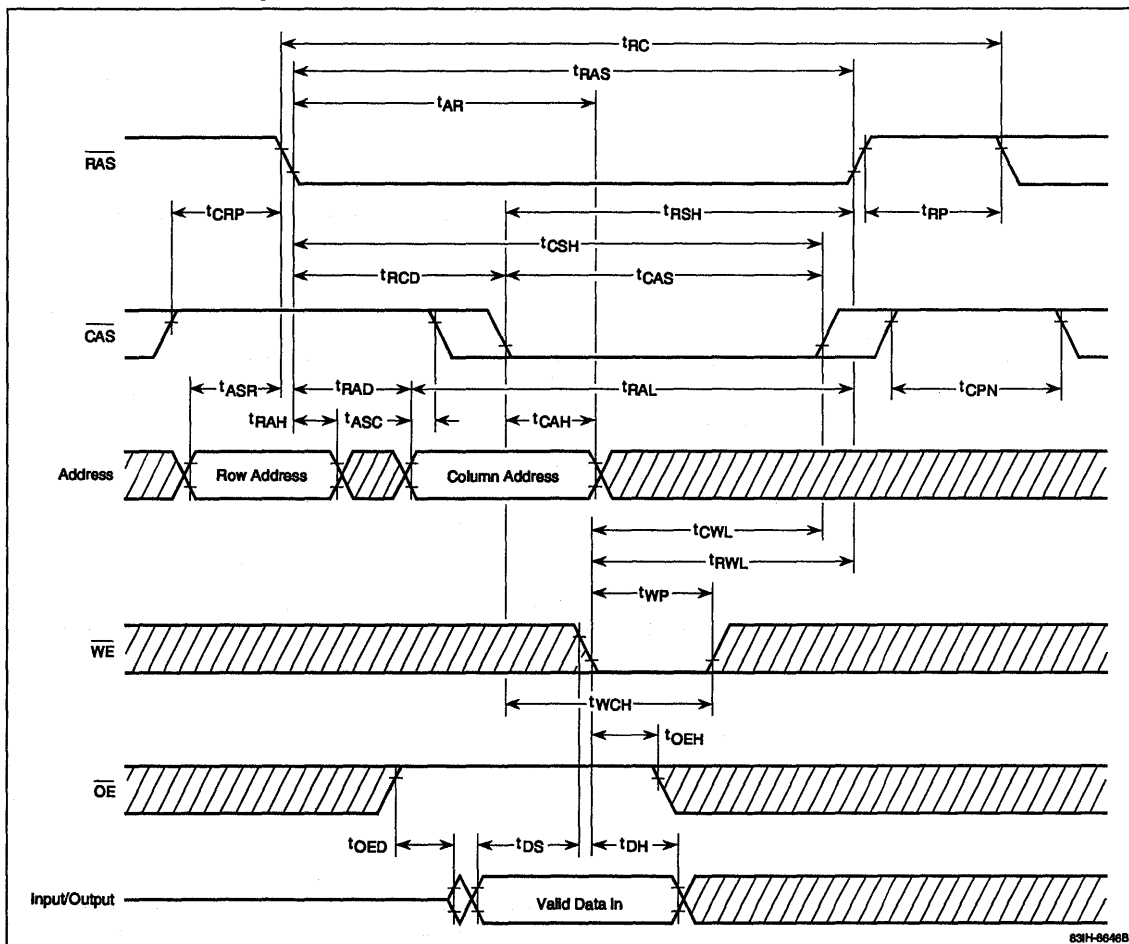 tRC
tRAS
tAR
RAS
tCRP
tRSH
tRP
tCSH
tRCD
tCAS
CAS
tASR
tRAD
tRAL
tCPN
tRAH
tASC
tCAH
Address
Row Address
Column Address
tCWL
tRWL
tWP
WE
tWCH
tOEH
OE
tOED
tDS
tDH
Input/Output
Valid Data In
83IH-6646B